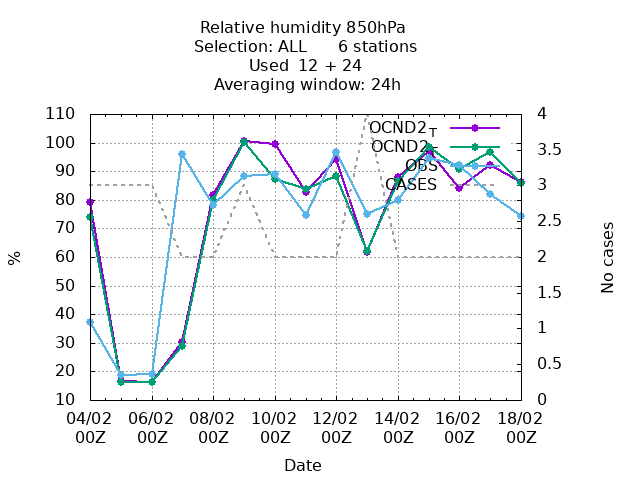 Relative humidity 850hPa
Selection: ALL 6 stations
Used 12 + 24
Averaging window: 24h
OCND2_T
OCND2
OBS
CASES
110
100
90
80
70
60
50
40
30
20
10
4
3.5
3
2.5
2
1.5
1
0.5
0
%
No cases
04/02 06/02 08/02 10/02 12/02 14/02 16/02 18/02
00Z 00Z 00Z 00Z 00Z 00Z 00Z 00Z
Date